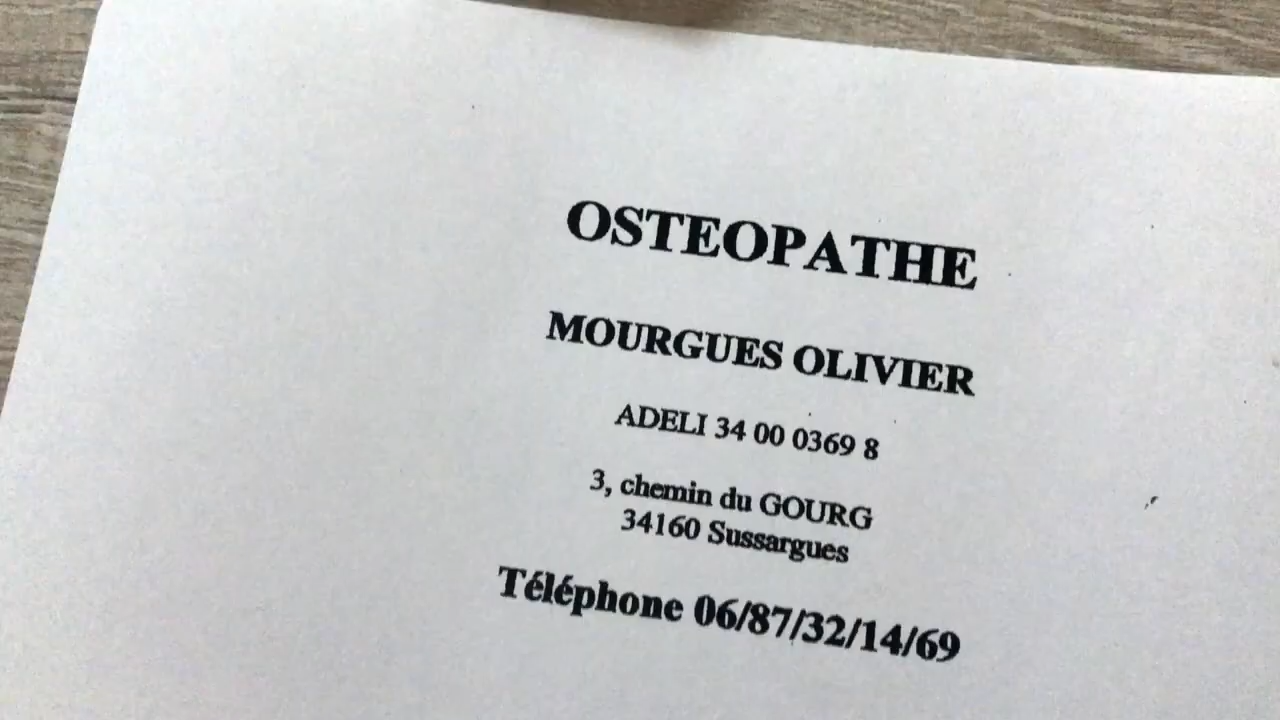 OSTEOPATHE
MOURGUES OLIVIER
ADELI 34 00 0369 8
3, chemin du GOURG
34160 Sussargues
Téléphone 06/87/32/14/69